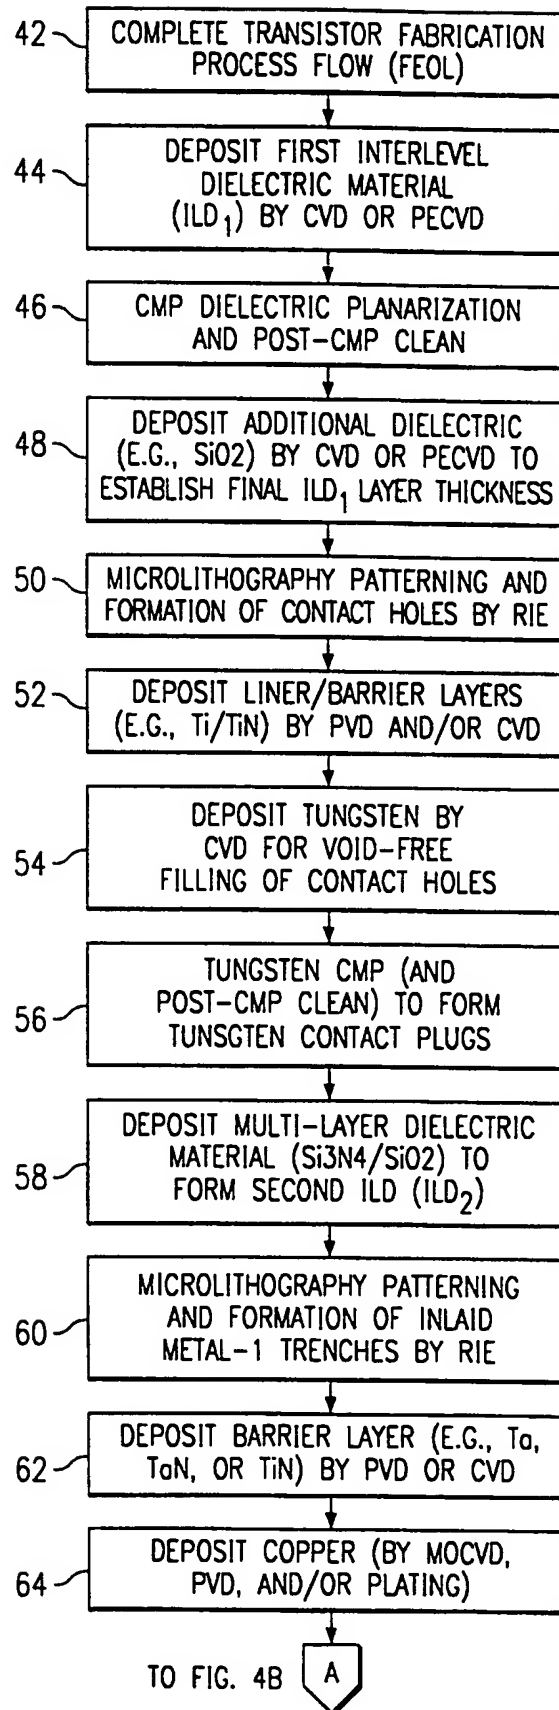 42
COMPLETE TRANSISTOR FABRICATION
PROCESS FLOW (FEOL)
44
DEPOSIT FIRST INTERLEVEL
DIELECTRIC MATERIAL
(ILD1) BY CVD OR PECVD
46
CMP DIELECTRIC PLANARIZATION
AND POST-CMP CLEAN
48
DEPOSIT ADDITIONAL DIELECTRIC
(E.G., SiO2) BY CVD OR PECVD TO
ESTABLISH FINAL ILD1 LAYER THICKNESS
50
MICROLITHOGRAPHY PATTERNING AND
FORMATION OF CONTACT HOLES BY RIE
52
DEPOSIT LINER/BARRIER LAYERS
(E.G., Ti/TiN) BY PVD AND/OR CVD
54
DEPOSIT TUNGSTEN BY
CVD FOR VOID-FREE
FILLING OF CONTACT HOLES
56
TUNGSTEN CMP (AND
POST-CMP CLEAN) TO FORM
TUNSGTEN CONTACT PLUGS
58
DEPOSIT MULTI-LAYER DIELECTRIC
MATERIAL (Si3N4/SiO2) TO
FORM SECOND ILD (ILD2)
60
MICROLITHOGRAPHY PATTERNING
AND FORMATION OF INLAID
METAL-1 TRENCHES BY RIE
62
DEPOSIT BARRIER LAYER (E.G., Ta,
TaN, OR TiN) BY PVD OR CVD
64
DEPOSIT COPPER (BY MOCVD,
PVD, AND/OR PLATING)
TO FIG. 4B A